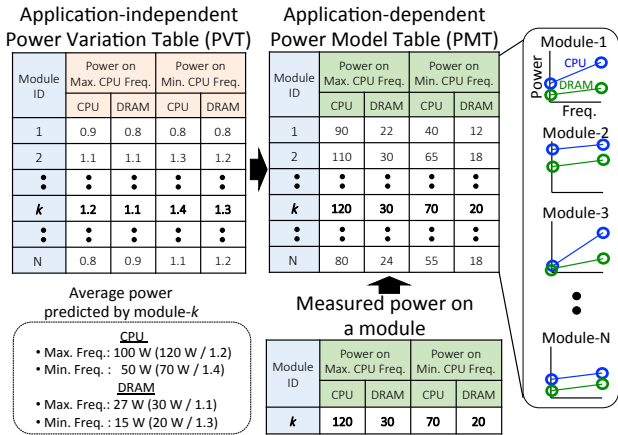 Application-independent
Power Variation Table (PVT)
Module ID
Power on Max. CPU Freq.
Power on Min. CPU Freq.
CPU DRAM CPU DRAM
1 0.9 0.8 0.8 0.8
2 1.1 1.1 1.3 1.2
k 1.2 1.1 1.4 1.3
N 0.8 0.9 1.1 1.2
Application-dependent
Power Model Table (PMT)
Module ID
Power on Max. CPU Freq.
Power on Min. CPU Freq.
CPU DRAM CPU DRAM
1 90 22 40 12
2 110 30 65 18
k 120 30 70 20
N 80 24 55 18
Module-1
Power
CPU
DRAM
Freq.
Module-2
Module-3
Module-N
Average power
predicted by module-k
CPU
• Max. Freq.: 100 W (120 W / 1.2)
• Min. Freq. : 50 W (70 W / 1.4)
DRAM
• Max. Freq.: 27 W (30 W / 1.1)
• Min. Freq. : 15 W (20 W / 1.3)
Measured power on
a module
Module ID
Power on Max. CPU Freq.
Power on Min. CPU Freq.
CPU DRAM CPU DRAM
k 120 30 70 20